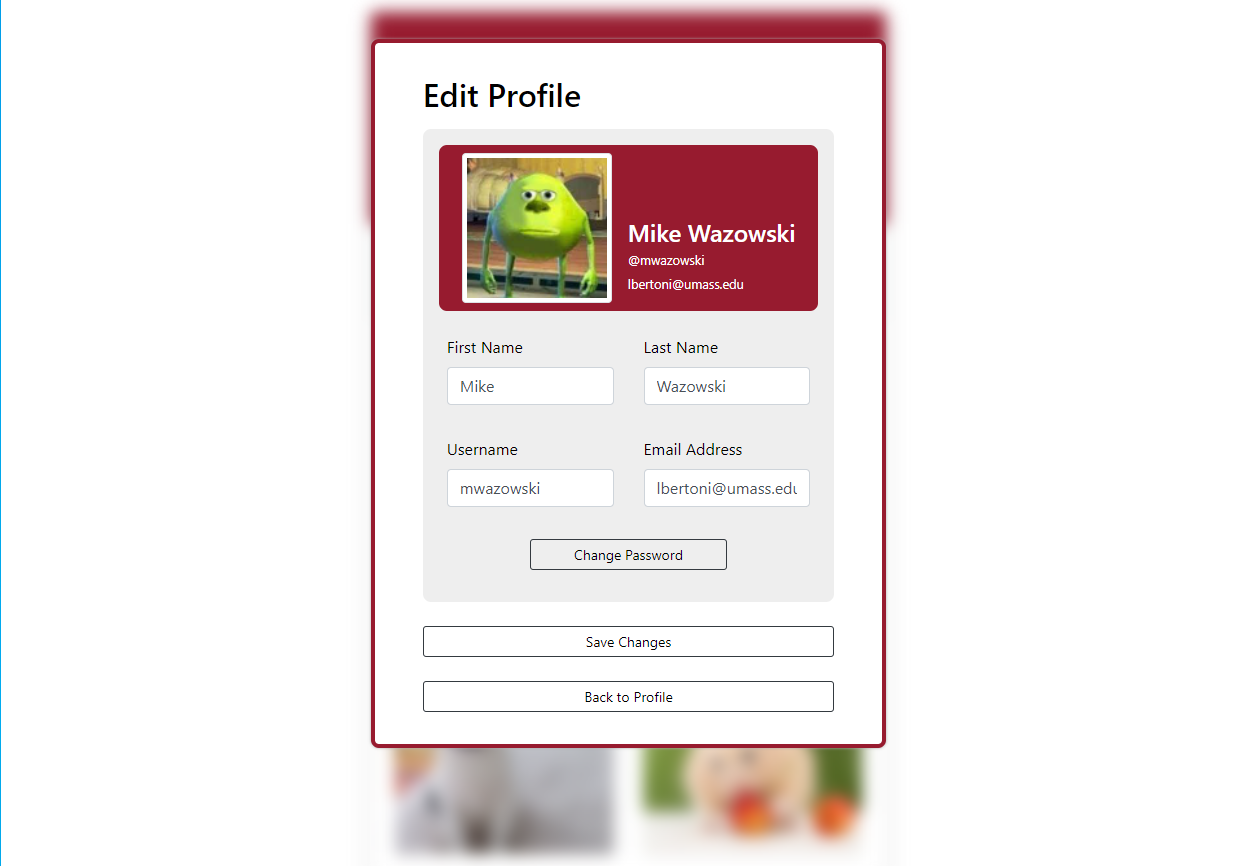 Edit Profile
Mike Wazowski
@mwazowski
lbertoni@umass.edu
First Name
Last Name
Mike
Wazowski
Username
Email Address
mwazowski
lbertoni@umass.edu
Change Password
Save Changes
Back to Profile